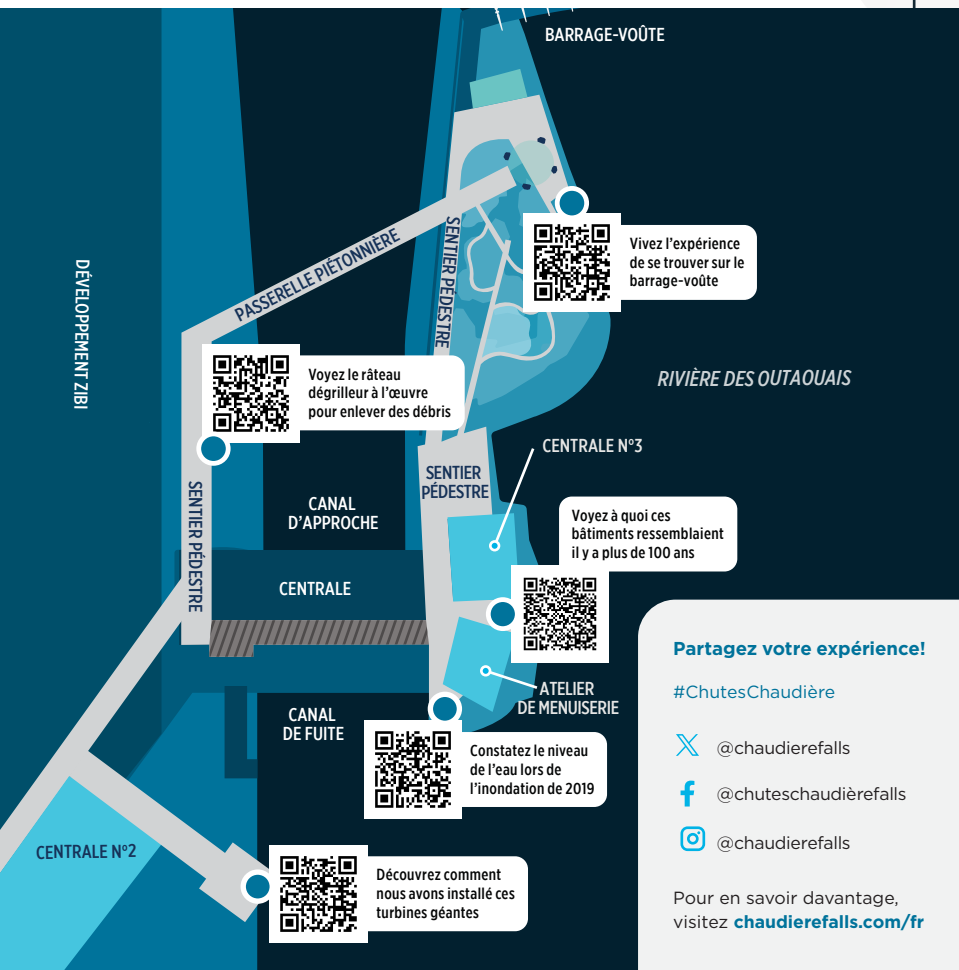 BARRAGE-VOÛTE
DÉVELOPPEMENT ZIBI
PASSERELLE PIÉTONNIÈRE
SENTIER PÉDESTRE
Vivez l’expérience
de se trouver sur le
barrage-voûte
RIVIÈRE DES OUTAOUAIS
Voyez le râteau
dégrilleur à l’œuvre
pour enlever des débris
CENTRALE Nº3
SENTIER
PÉDESTRE
SENTIER PÉDESTRE
CANAL
D’APPROCHE
Voyez à quoi ces
bâtiments ressemblaient
il y a plus de 100 ans
CENTRALE
ATELIER
DE MENUISERIE
CANAL
DE FUITE
Constatez le niveau
de l’eau lors de
l’inondation de 2019
CENTRALE Nº2
Découvrez comment
nous avons installé ces
turbines géantes
Partagez votre expérience!
#ChutesChaudière
@chaudierefalls
@chuteschaudièrefalls
@chaudierefalls
Pour en savoir davantage,
visitez chaudierefalls.com/fr